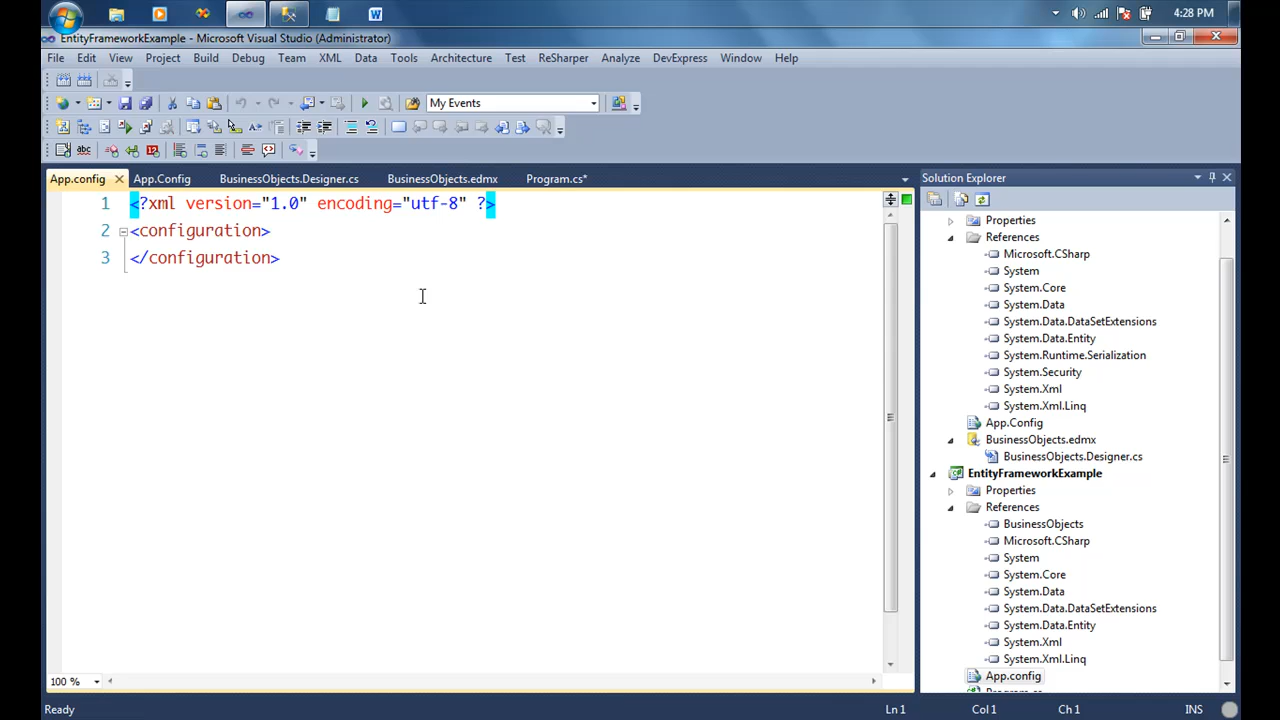 4:28 PM
EntityFrameworkExample - Microsoft Visual Studio (Administrator)
File Edit View Project Build Debug Team XML Data Tools Architecture Test ReSharper Analyze DevExpress Window Help
My Events
App.config App.Config BusinessObjects.Designer.cs BusinessObjects.edmx Program.cs*
1 <?xml version="1.0" encoding="utf-8" ?>
2 <configuration>
3 </configuration>
100 %
Solution Explorer
Properties
References
Microsoft.CSharp
System
System.Core
System.Data
System.Data.DataSetExtensions
System.Data.Entity
System.Runtime.Serialization
System.Security
System.Xml
System.Xml.Linq
App.Config
BusinessObjects.edmx
BusinessObjects.Designer.cs
EntityFrameworkExample
Properties
References
BusinessObjects
Microsoft.CSharp
System
System.Core
System.Data
System.Data.DataSetExtensions
System.Data.Entity
System.Xml
System.Xml.Linq
App.config
Ready Ln 1 Col 1 Ch 1 INS